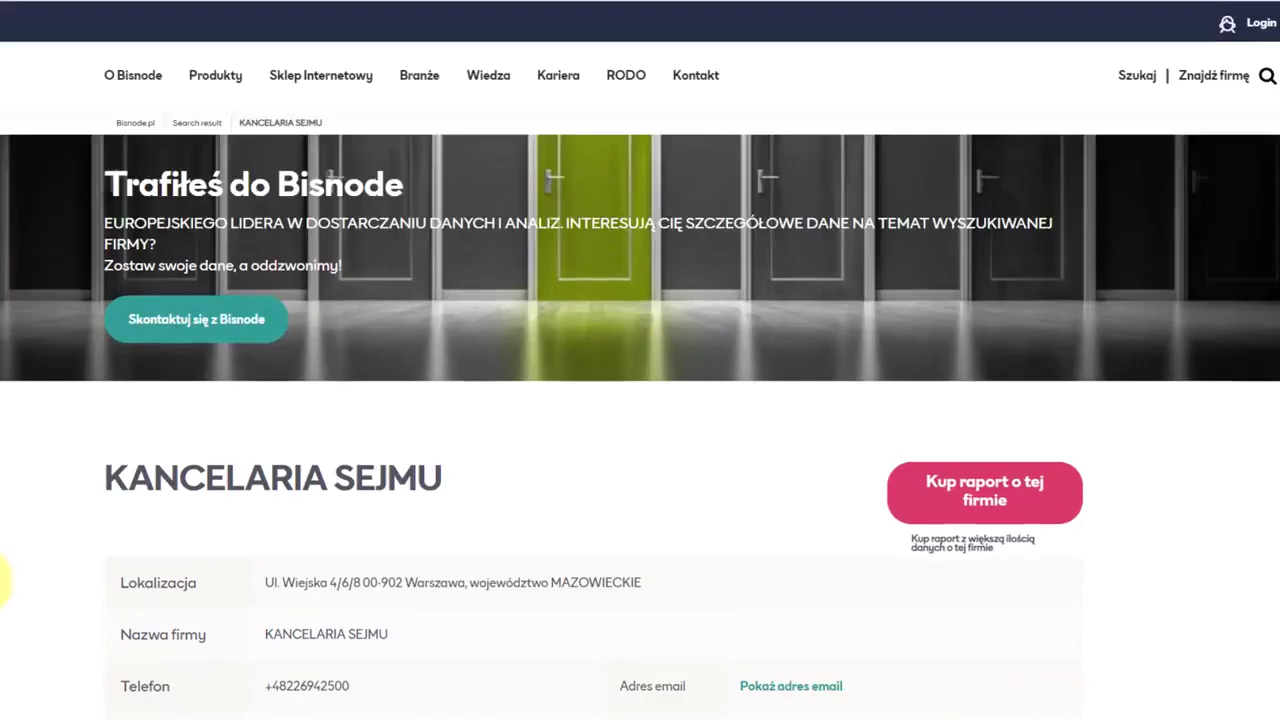 Login
O Bisnode Produkty Sklep Internetowy Branże Wiedza Kariera RODO Kontakt Szukaj | Znajdź firmę
Bisnode.pl Search result KANCELARIA SEJMU
Trafiłeś do Bisnode
EUROPEJSKIEGO LIDERA W DOSTARCZANIU DANYCH I ANALIZ. INTERESUJĄ CIĘ SZCZEGÓŁOWE DANE NA TEMAT WYSZUKIWANEJ
FIRMY?
Zostaw swoje dane, a oddzwonimy!
Skontaktuj się z Bisnode
KANCELARIA SEJMU
Kup raport o tej
firmie
Kup raport z większą ilością
danych o tej firmie
Lokalizacja Ul. Wiejska 4/6/8 00-902 Warszawa, województwo MAZOWIECKIE
Nazwa firmy KANCELARIA SEJMU
Telefon +48226942500 Adres email Pokaż adres email